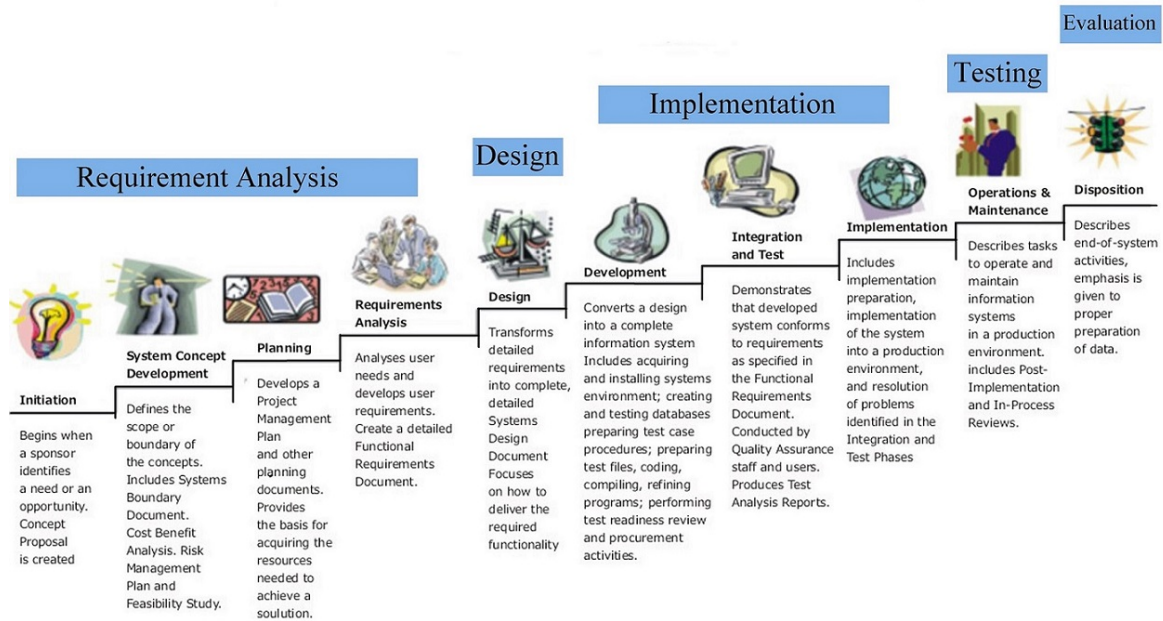 Evaluation
Testing
Implementation
Design
Requirement Analysis
Initiation
Begins when
a sponsor
identifies
a need or an
opportunity.
Concept
Proposal
is created
System Concept
Development
Defines the
scope or
boundary of
the concepts.
Includes Systems
Boundary
Document.
Cost Benefit
Analysis. Risk
Management
Plan and
Feasibility Study.
Planning
Develops a
Project
Management
Plan
and other
planning
documents.
Provides
the basis for
acquiring the
resources
needed to
achieve a
soulution.
Requirements
Analysis
Analyses user
needs and
develops user
requirements.
Create a detailed
Functional
Requirements
Document.
Design
Transforms
detailed
requirements
into complete,
detailed
Systems
Design
Document
Focuses
on how to
deliver the
required
functionality
Development
Converts a design
into a complete
information system
Includes acquiring
and installing systems
environment; creating
and testing databases
preparing test case
procedures; preparing
test files, coding,
compiling, refining
programs; performing
test readiness review
and procurement
activities.
Integration
and Test
Demonstrates
that developed
system conforms
to requirements
as specified in
the Functional
Requirements
Document.
Conducted by
Quality Assurance
staff and users.
Produces Test
Analysis Reports.
Implementation
Includes
implementation
preparation,
implementation
of the system
into a production
environment,
and resolution
of problems
identified in the
Integration and
Test Phases
Operations &
Maintenance
Describes tasks
to operate and
maintain
information
systems
in a production
environment.
includes Post-
Implementation
and In-Process
Reviews.
Disposition
Describes
end-of-system
activities,
emphasis is
given to
proper
preparation
of data.